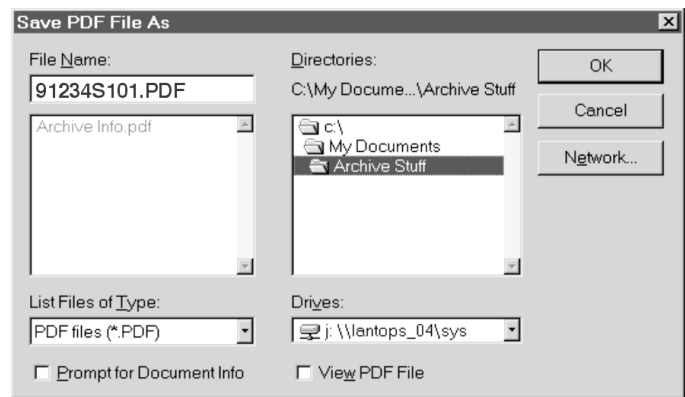 Save PDF File As
File Name:
91234S101.PDF
Archive Info.pdf
List Files of Type:
PDF files (*.PDF)
Prompt for Document Info
Directories:
C:\My Docume...\Archive Stuff
c:\
My Documents
Archive Stuff
Drives:
j: \\lantops_04\sys
View PDF File
OK
Cancel
Network...